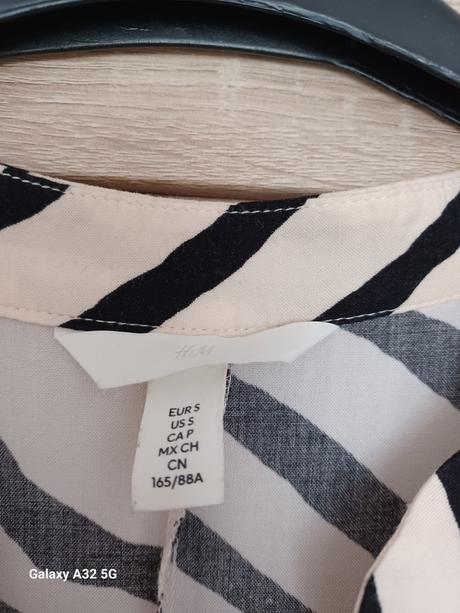 H&M
EUR S
US S
CA P
MX CH
CN
165/88A
Galaxy A32 5G